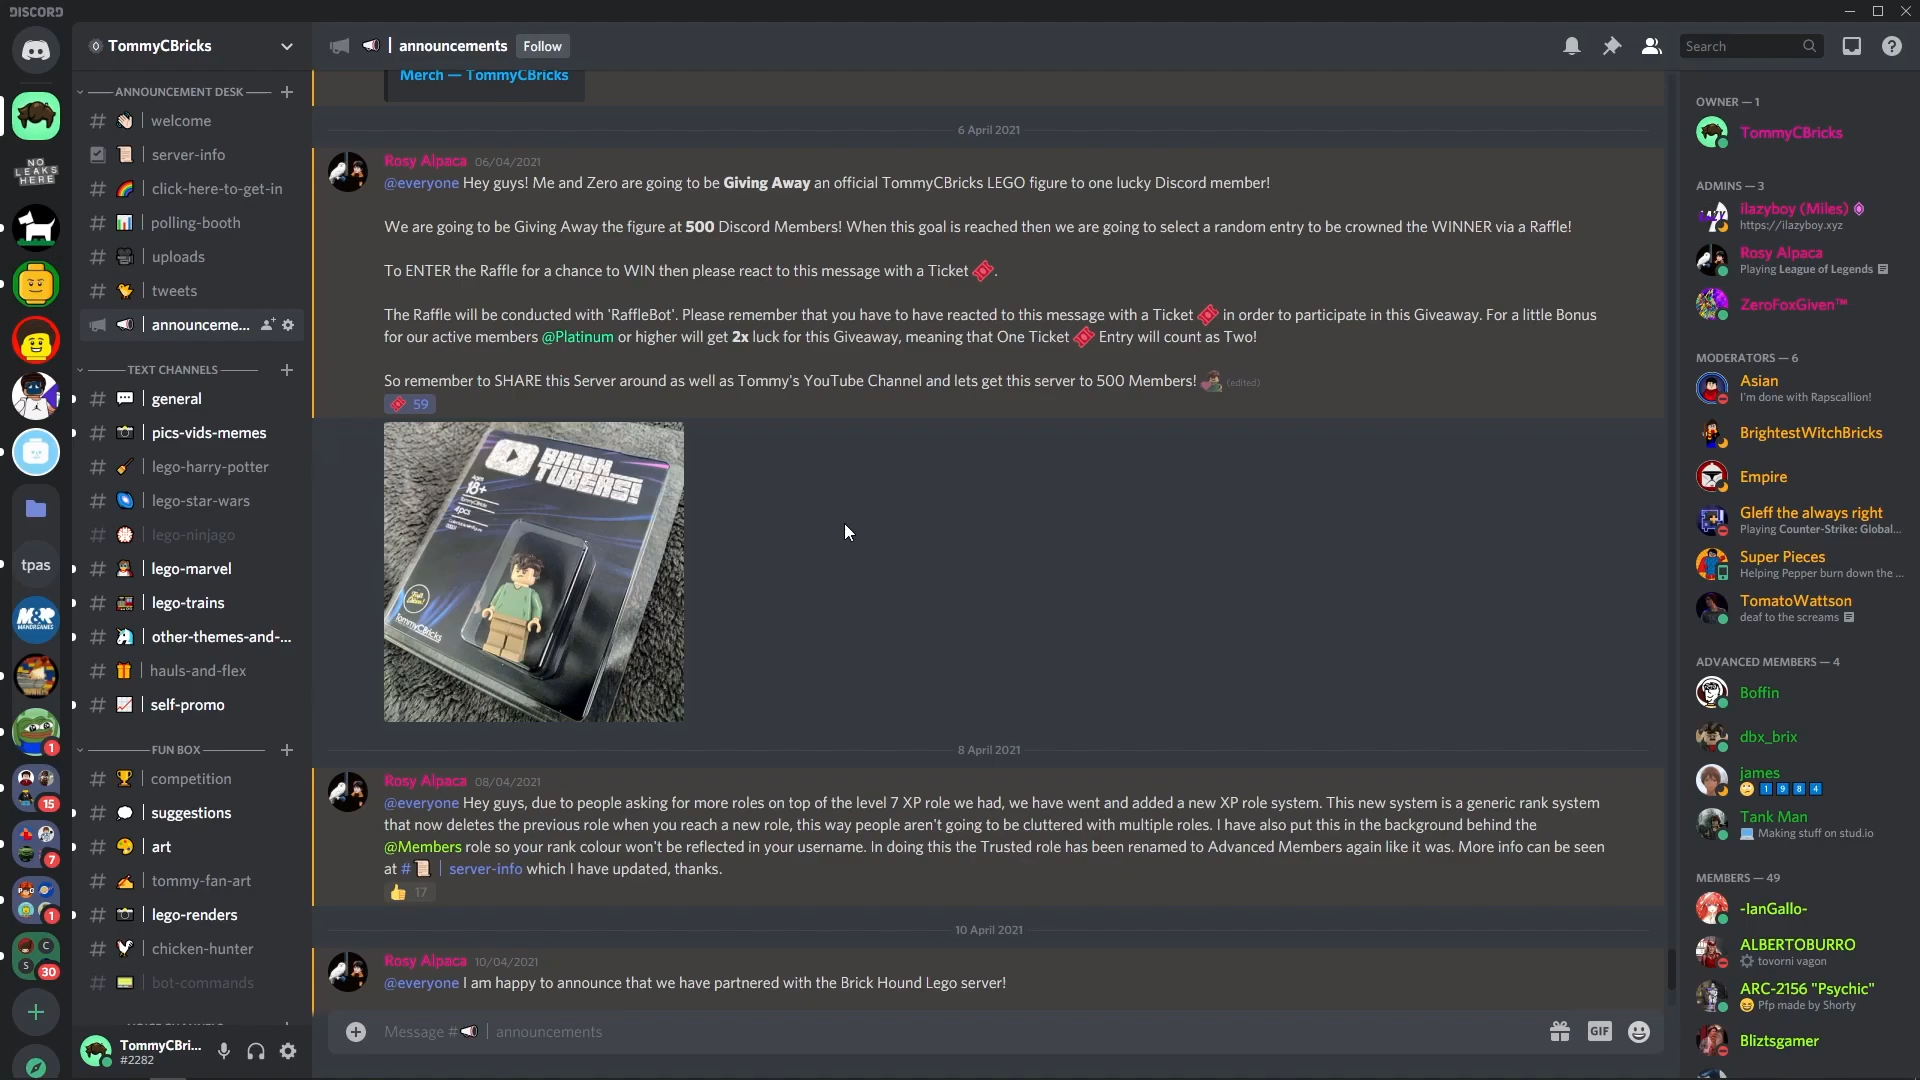 DISCORD
TommyCBricks
ANNOUNCEMENT DESK
welcome
server-info
click-here-to-get-in
polling-booth
uploads
tweets
announceme...
TEXT CHANNELS
general
pics-vids-memes
lego-harry-potter
lego-star-wars
lego-ninjago
lego-marvel
lego-trains
other-themes-and-...
hauls-and-flex
self-promo
FUN BOX
competition
suggestions
art
tommy-fan-art
lego-renders
chicken-hunter
bot-commands
TommyCBri...
#2282
NO
LEAKS
HERE
tpas
M&R
MANDRGAMES
1
15
7
1
C
S
30
| announcements
Follow
Search
Merch — TommyCBricks
6 April 2021
Rosy Alpaca 06/04/2021
@everyone Hey guys! Me and Zero are going to be Giving Away an official TommyCBricks LEGO figure to one lucky Discord member!
We are going to be Giving Away the figure at 500 Discord Members! When this goal is reached then we are going to select a random entry to be crowned the WINNER via a Raffle!
To ENTER the Raffle for a chance to WIN then please react to this message with a Ticket 🎟.
The Raffle will be conducted with 'RaffleBot'. Please remember that you have to have reacted to this message with a Ticket 🎟 in order to participate in this Giveaway. For a little Bonus
for our active members @Platinum or higher will get 2x luck for this Giveaway, meaning that One Ticket 🎟 Entry will count as Two!
So remember to SHARE this Server around as well as Tommy's YouTube Channel and lets get this server to 500 Members! (edited)
59
BRICK
TUBERS!
Ages
18+
TommyCBricks
4pcs
TommyCBricks
8 April 2021
Rosy Alpaca 08/04/2021
@everyone Hey guys, due to people asking for more roles on top of the level 7 XP role we had, we have went and added a new XP role system. This new system is a generic rank system
that now deletes the previous role when you reach a new role, this way people aren't going to be cluttered with multiple roles. I have also put this in the background behind the
@Members role so your rank colour won't be reflected in your username. In doing this the Trusted role has been renamed to Advanced Members again like it was. More info can be seen
at #📜 | server-info which I have updated, thanks.
👍 17
10 April 2021
Rosy Alpaca 10/04/2021
@everyone I am happy to announce that we have partnered with the Brick Hound Lego server!
Message #📢 | announcements
GIF
OWNER — 1
TommyCBricks
ADMINS — 3
ilazyboy (Miles)
https://ilazyboy.xyz
Rosy Alpaca
Playing League of Legends
ZeroFoxGiven™
MODERATORS — 6
Asian
I'm done with Rapscallion!
BrightestWitchBricks
Empire
Gleff the always right
Playing Counter-Strike: Global...
Super Pieces
Helping Pepper burn down the ...
TomatoWattson
deaf to the screams
ADVANCED MEMBERS — 4
Boffin
dbx_brix
james
1 9 8 4
Tank Man
Making stuff on stud.io
MEMBERS — 49
-IanGallo-
ALBERTOBURRO
tovorni vagon
ARC-2156 "Psychic"
Pfp made by Shorty
Bliztsgamer